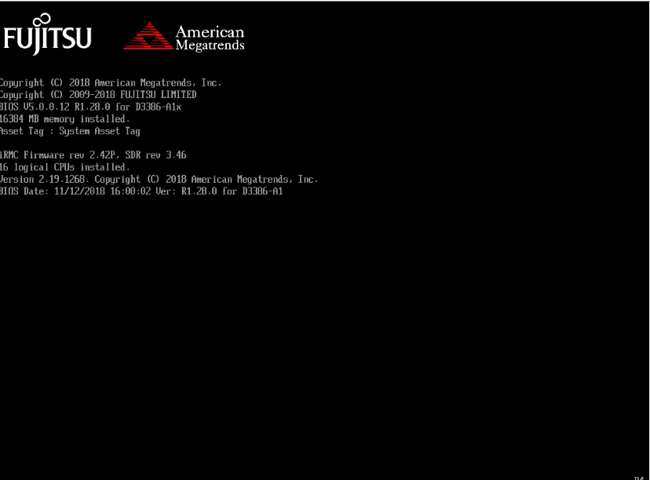 FUJITSU
American
Megatrends
Copyright (C) 2018 American Megatrends, Inc.
Copyright (C) 2009-2018 FUJITSU LIMITED
BIOS V5.0.0.12 R1.28.0 for D3386-A1x
16384 MB memory installed.
Asset Tag : System Asset Tag
iRMC Firmware rev 2.42P, SDR rev 3.46
16 logical CPUs installed.
Version 2.19.1268. Copyright (C) 2018 American Megatrends, Inc.
BIOS Date: 11/12/2018 16:00:02 Ver: R1.28.0 for D3386-A1